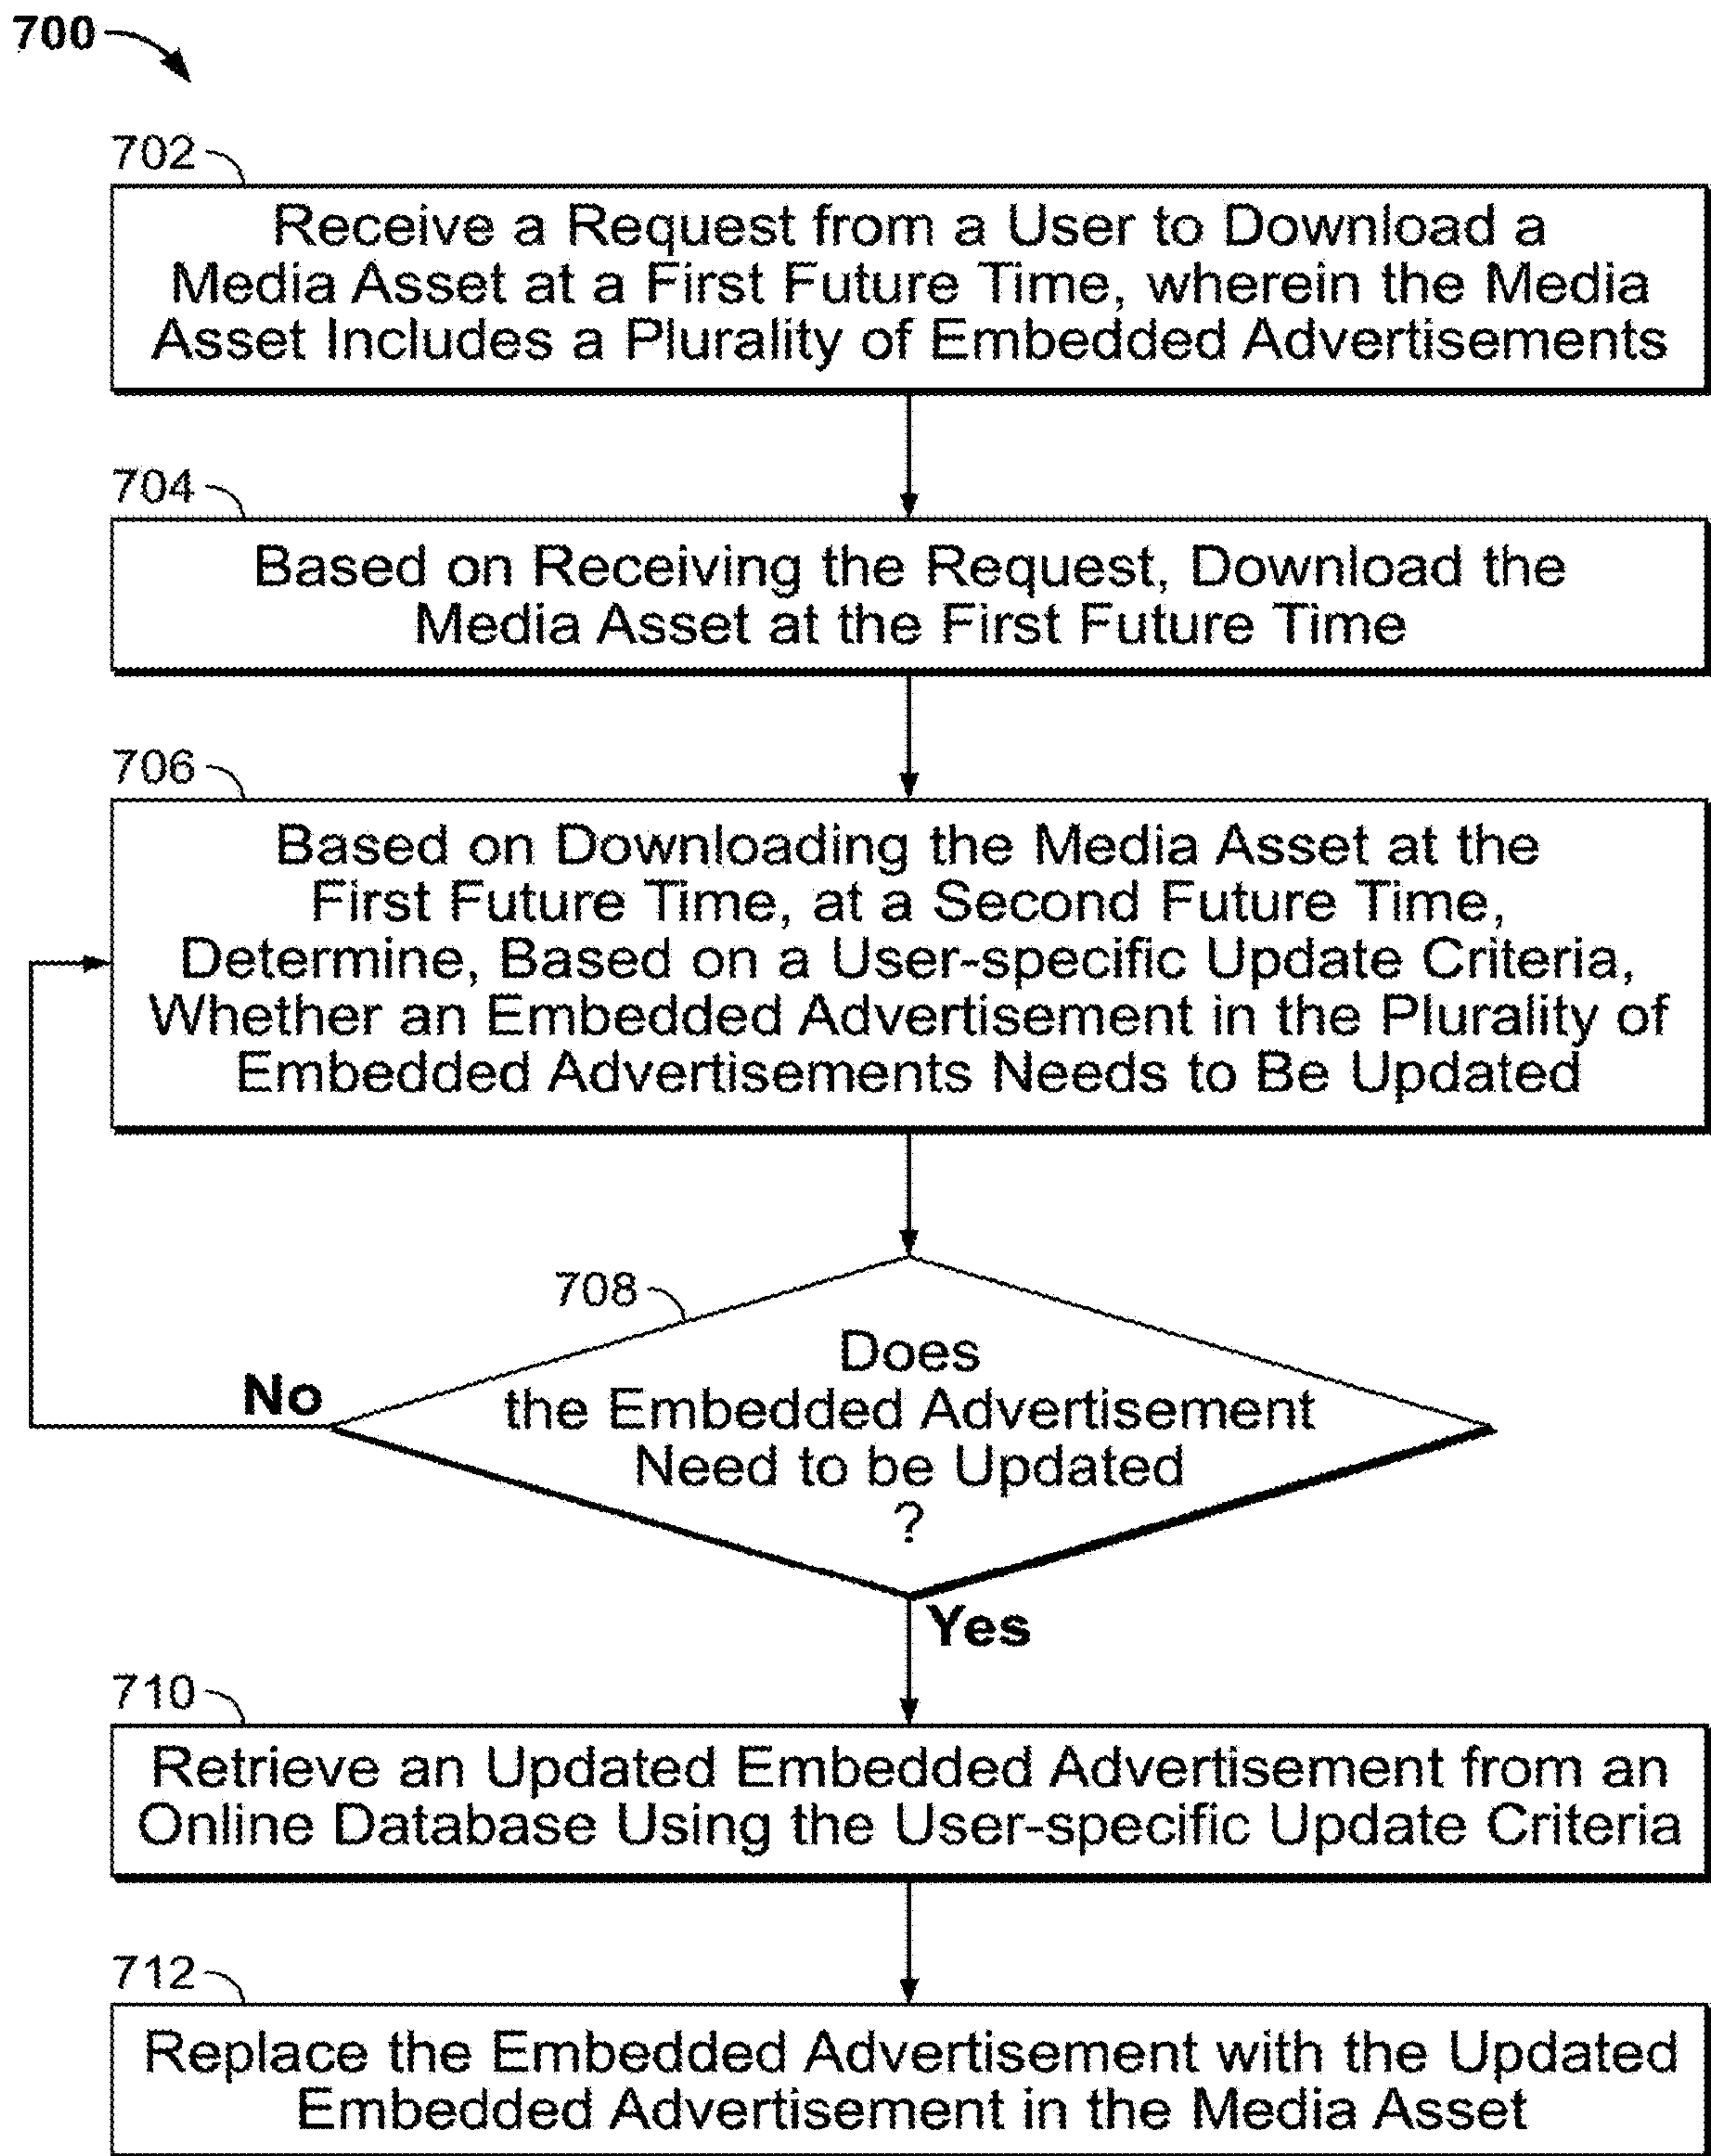 700
702
Receive a Request from a User to Download a
Media Asset at a First Future Time, wherein the Media
Asset Includes a Plurality of Embedded Advertisements
704
Based on Receiving the Request, Download the
Media Asset at the First Future Time
706
Based on Downloading the Media Asset at the
First Future Time, at a Second Future Time,
Determine, Based on a User-specific Update Criteria,
Whether an Embedded Advertisement in the Plurality of
Embedded Advertisements Needs to Be Updated
708
Does
the Embedded Advertisement
Need to be Updated
?
No
Yes
710
Retrieve an Updated Embedded Advertisement from an
Online Database Using the User-specific Update Criteria
712
Replace the Embedded Advertisement with the Updated
Embedded Advertisement in the Media Asset